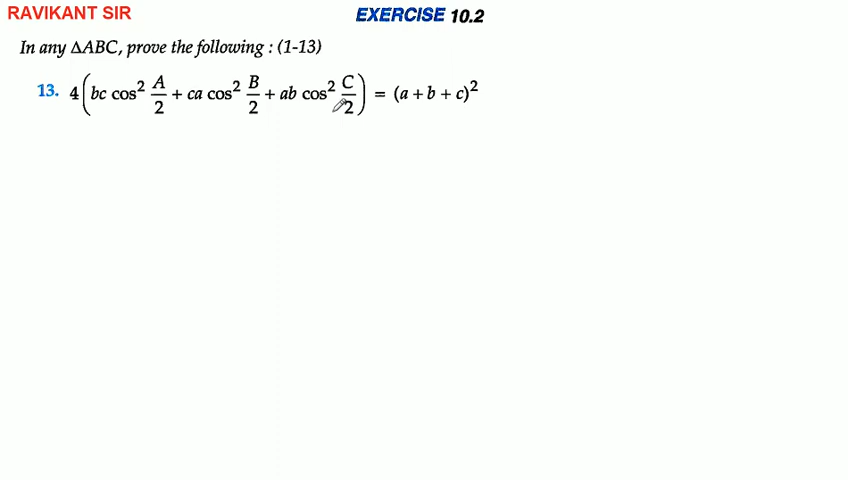 RAVIKANT SIR
EXERCISE 10.2
In any ΔABC, prove the following : (1-13)
13. 4(bc cos² A/2 + ca cos² B/2 + ab cos² C/2) = (a + b + c)²